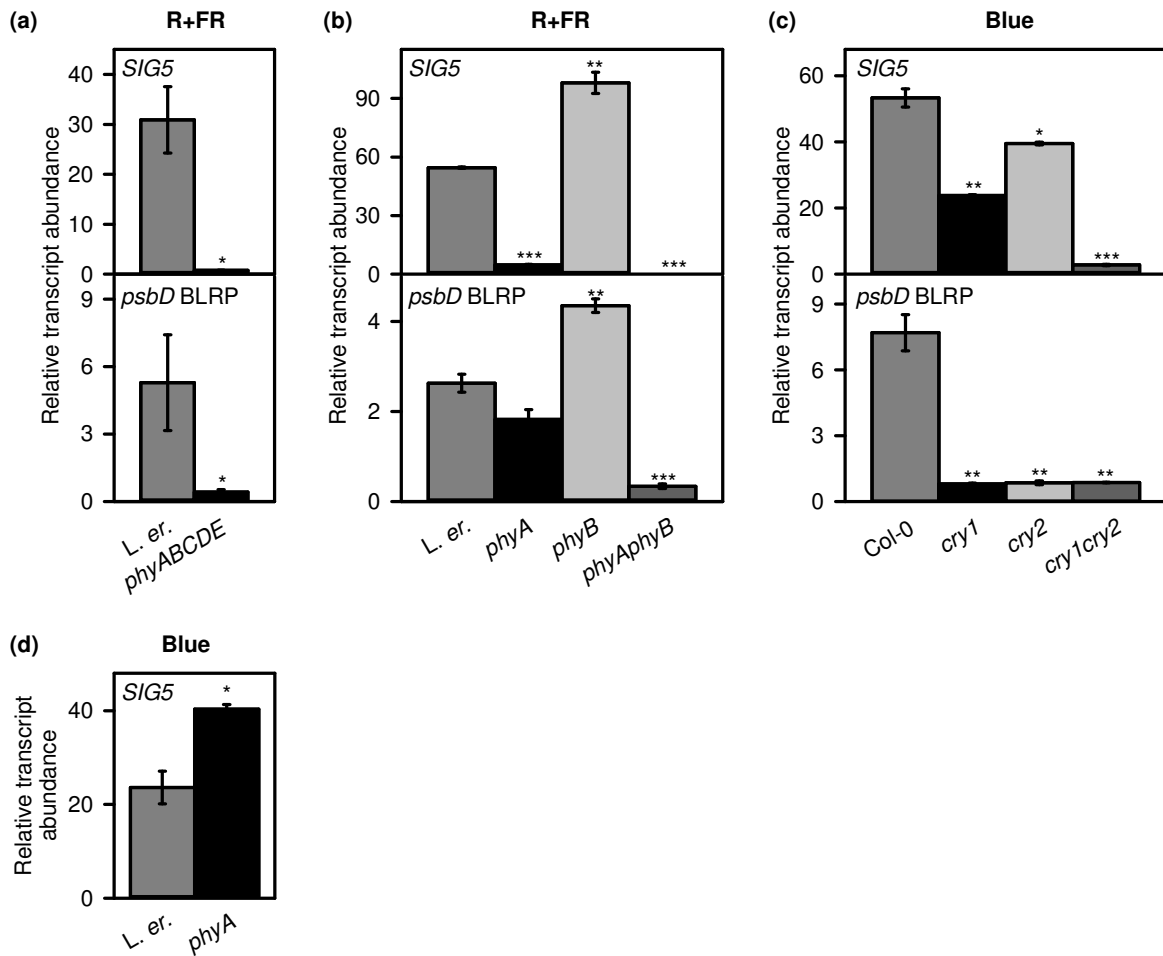 (a) R+FR
Relative transcript abundance
SIG5
40
30
20
10
0
*
psbD BLRP
9
6
3
0
*
L. er.
phyABCDE
(b) R+FR
Relative transcript abundance
SIG5
90
60
30
0
***
**
***
psbD BLRP
4
2
0
**
***
L. er.
phyA
phyB
phyAphyB
(c) Blue
Relative transcript abundance
SIG5
60
40
20
0
**
*
***
psbD BLRP
9
6
3
0
**
**
**
Col-0
cry1
cry2
cry1cry2
(d) Blue
Relative transcript
abundance
SIG5
40
20
0
*
L. er.
phyA